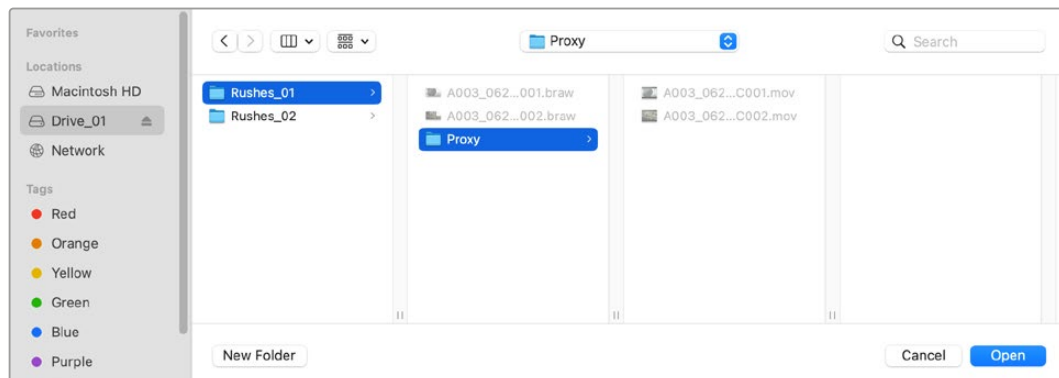 Favorites
Locations
Macintosh HD
Drive_01
Network
Tags
Red
Orange
Yellow
Green
Blue
Purple
Proxy
Search
Rushes_01
Rushes_02
A003_062...001.braw
A003_062...002.braw
Proxy
A003_062...C001.mov
A003_062...C002.mov
New Folder
Cancel
Open